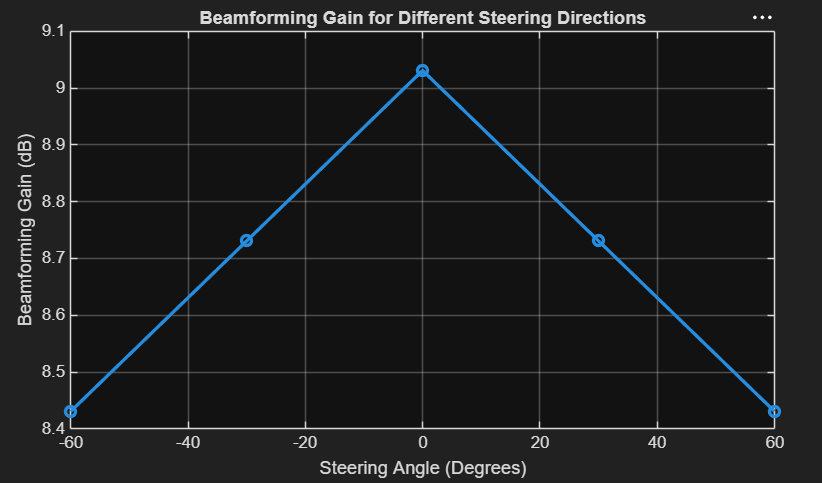 Beamforming Gain for Different Steering Directions
...
9.1
9
8.9
8.8
8.7
8.6
8.5
8.4
Beamforming Gain (dB)
-60 -40 -20 0 20 40 60
Steering Angle (Degrees)